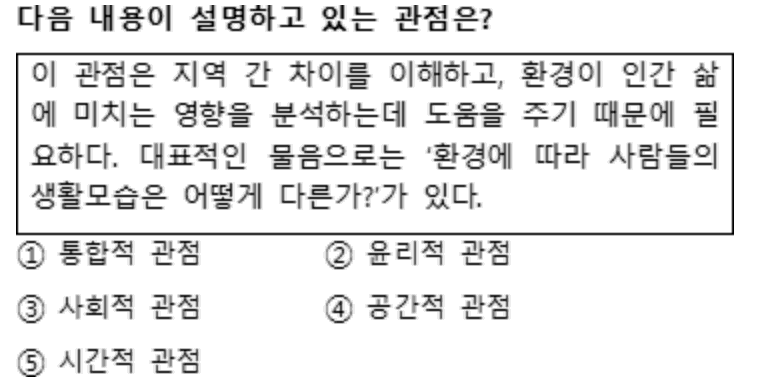 다음 내용이 설명하고 있는 관점은?
이 관점은 지역 간 차이를 이해하고, 환경이 인간 삶
에 미치는 영향을 분석하는데 도움을 주기 때문에 필
요하다. 대표적인 물음으로는 '환경에 따라 사람들의
생활모습은 어떻게 다른가?'가 있다.
① 통합적 관점 ② 윤리적 관점
③ 사회적 관점 ④ 공간적 관점
⑤ 시간적 관점